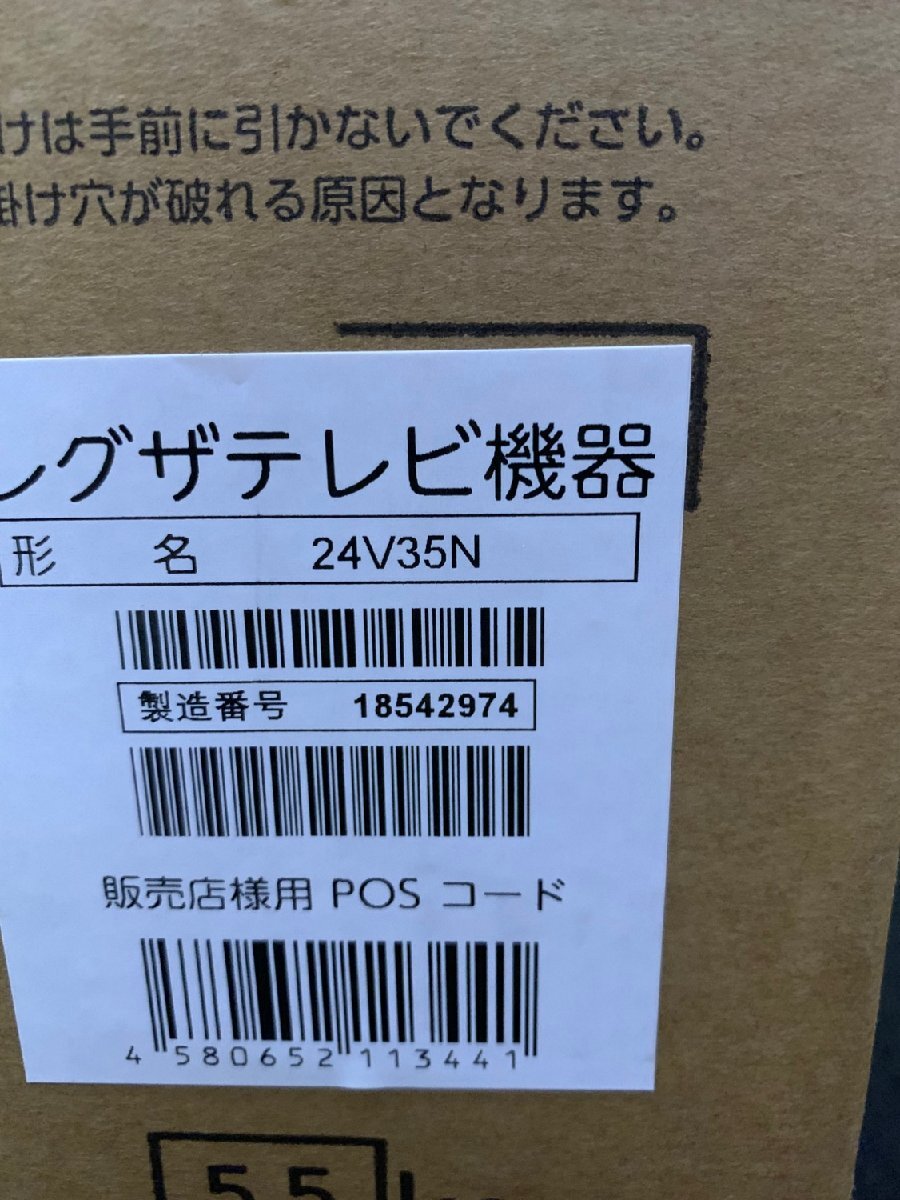 けは手前に引かないでください。
掛け穴が破れる原因となります。
レグザテレビ機器
形 名 24V35N
製造番号 18542974
販売店様用 POS コード
4 580652 113441
5.5